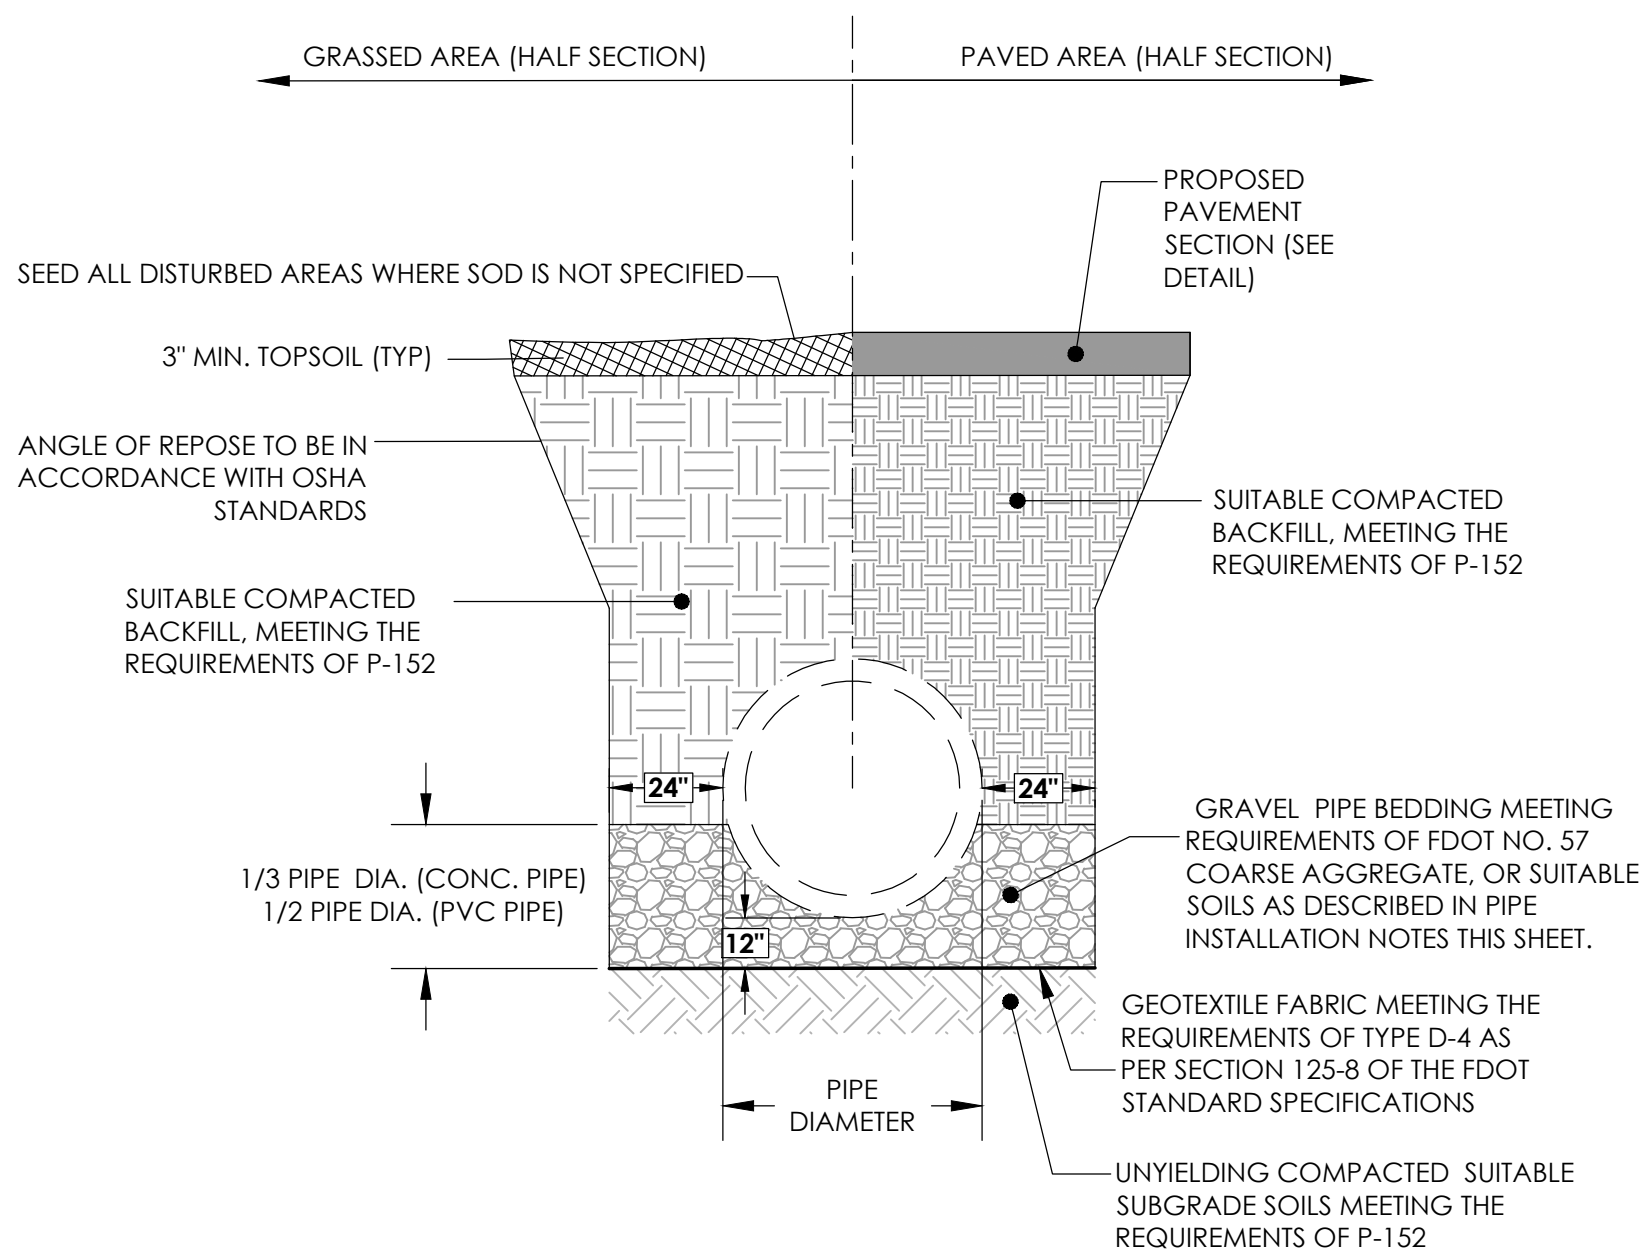 GRASSED AREA (HALF SECTION)
PAVED AREA (HALF SECTION)
PROPOSED
PAVEMENT
SECTION (SEE
DETAIL)
SEED ALL DISTURBED AREAS WHERE SOD IS NOT SPECIFIED
3" MIN. TOPSOIL (TYP)
ANGLE OF REPOSE TO BE IN
ACCORDANCE WITH OSHA
STANDARDS
SUITABLE COMPACTED
BACKFILL, MEETING THE
REQUIREMENTS OF P-152
SUITABLE COMPACTED
BACKFILL, MEETING THE
REQUIREMENTS OF P-152
24"
24"
1/3 PIPE DIA. (CONC. PIPE)
1/2 PIPE DIA. (PVC PIPE)
12"
GRAVEL PIPE BEDDING MEETING
REQUIREMENTS OF FDOT NO. 57
COARSE AGGREGATE, OR SUITABLE
SOILS AS DESCRIBED IN PIPE
INSTALLATION NOTES THIS SHEET.
GEOTEXTILE FABRIC MEETING THE
REQUIREMENTS OF TYPE D-4 AS
PER SECTION 125-8 OF THE FDOT
STANDARD SPECIFICATIONS
PIPE
DIAMETER
UNYIELDING COMPACTED SUITABLE
SUBGRADE SOILS MEETING THE
REQUIREMENTS OF P-152